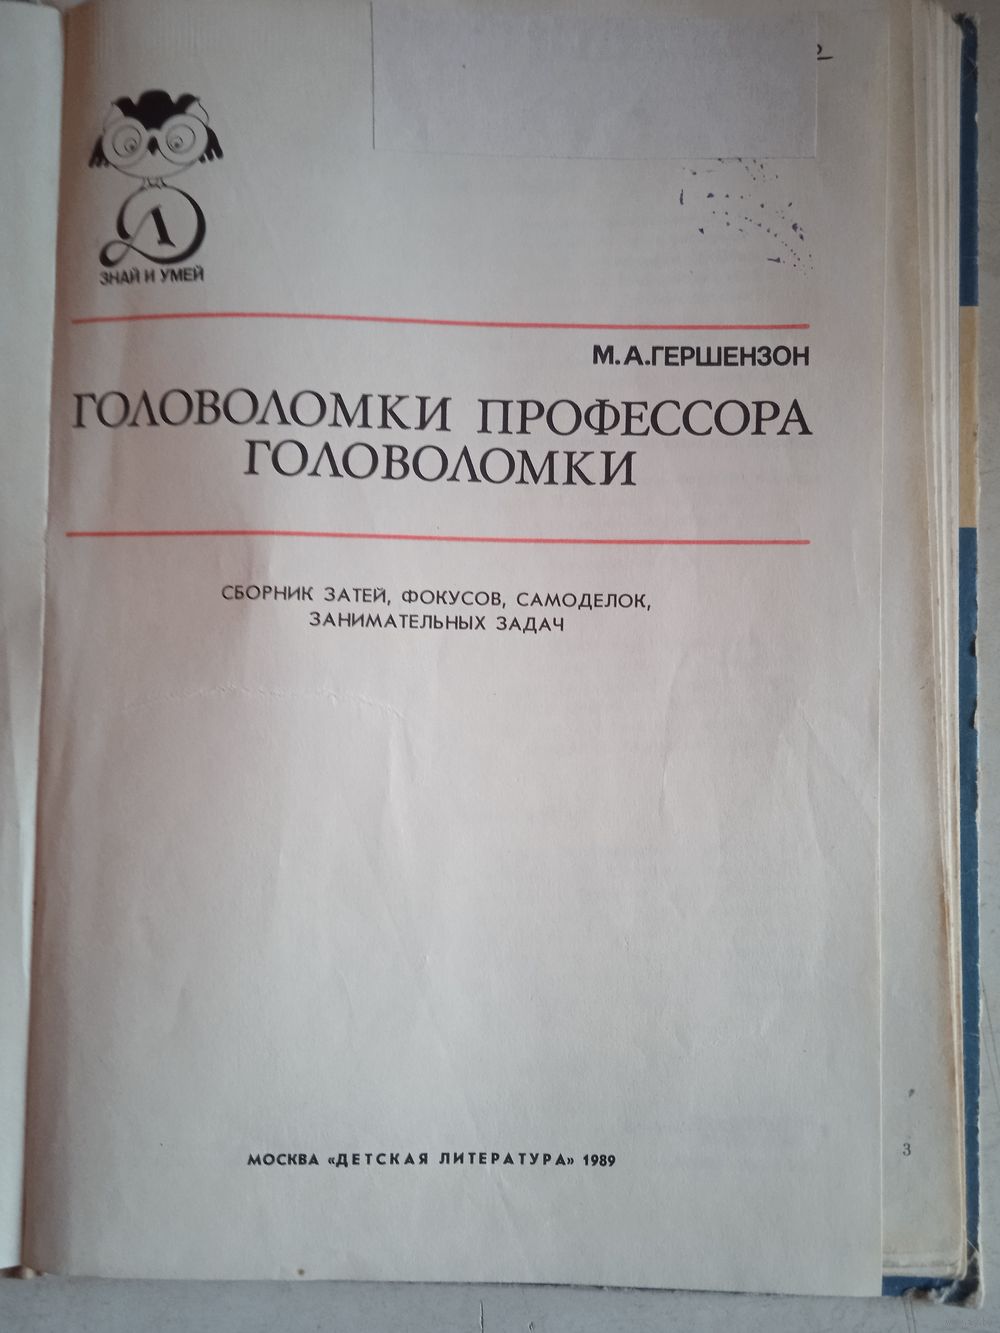 ЗНАЙ И УМЕЙ
М. А. ГЕРШЕНЗОН
ГОЛОВОЛОМКИ ПРОФЕССОРА
ГОЛОВОЛОМКИ
СБОРНИК ЗАТЕЙ, ФОКУСОВ, САМОДЕЛОК,
ЗАНИМАТЕЛЬНЫХ ЗАДАЧ
МОСКВА «ДЕТСКАЯ ЛИТЕРАТУРА» 1989
3